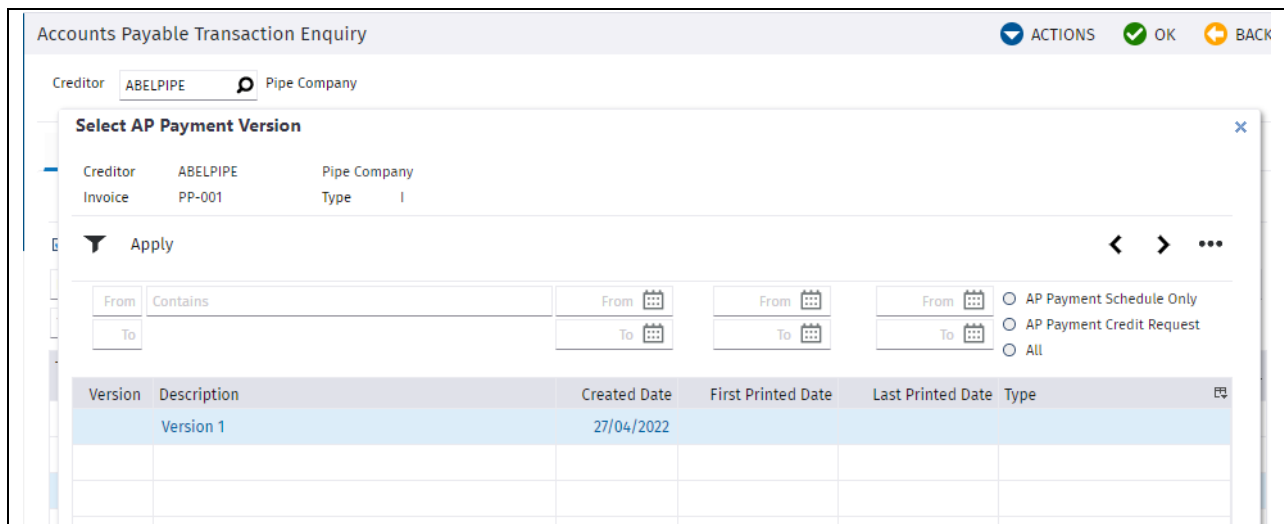 Accounts Payable Transaction Enquiry ACTIONS OK BACK
Creditor ABELPIPE Pipe Company
Select AP Payment Version
Creditor ABELPIPE Pipe Company
Invoice PP-001 Type I
Apply
From Contains From From From AP Payment Schedule Only
AP Payment Credit Request
To To To To
All
Version Description Created Date First Printed Date Last Printed Date Type
Version 1 27/04/2022